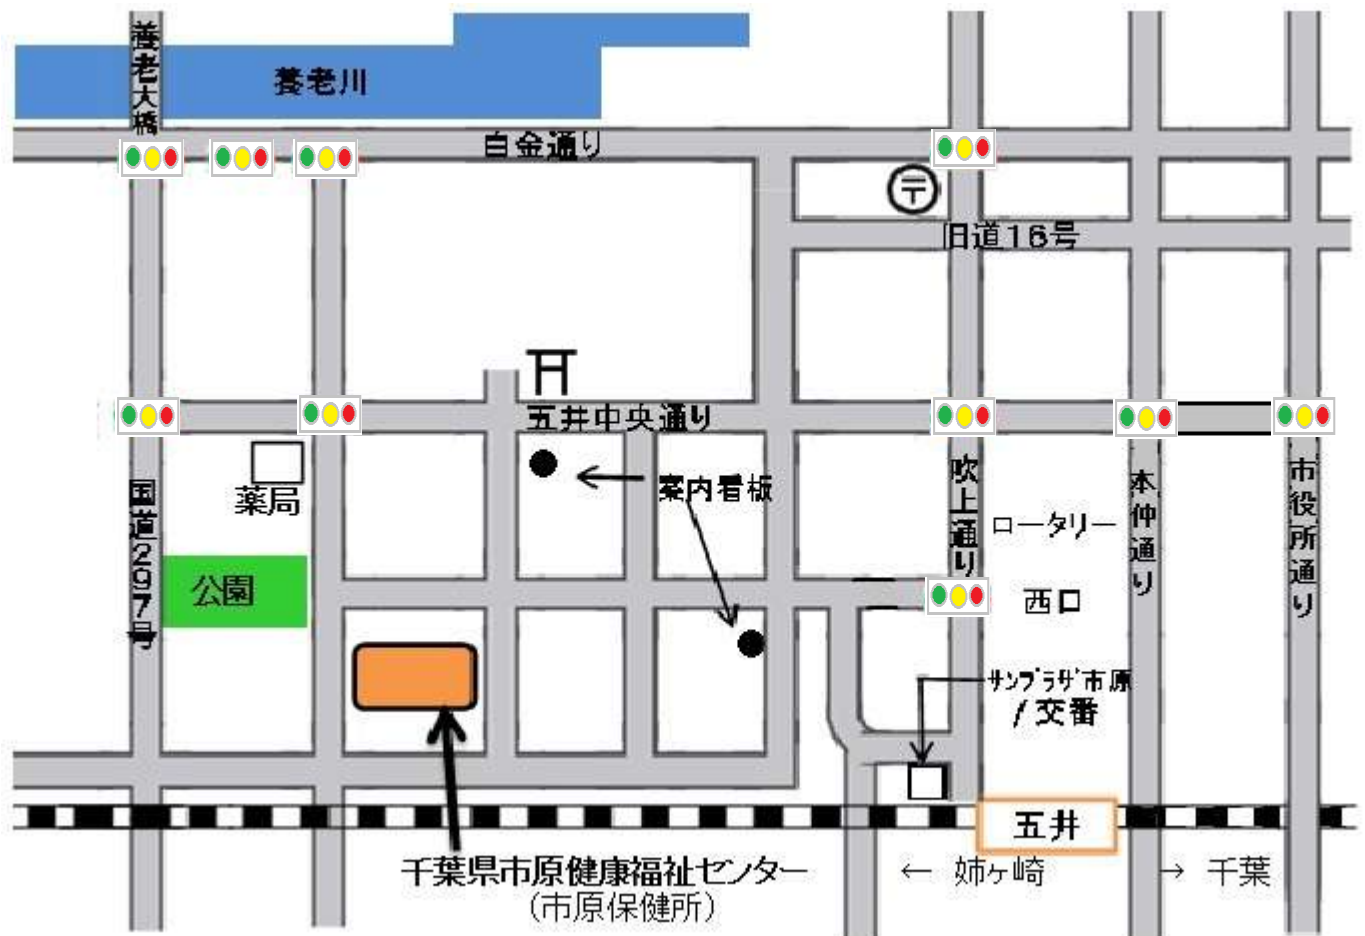 養老大橋
養老川
白金通り
〒
旧道16号
五井中央通り
案内看板
薬局
国道297号
公園
吹上通り
ロータリー
本仲通り
市役所通り
西口
サンプラザ市原
/交番
五井
千葉県市原健康福祉センター
(市原保健所)
← 姉ヶ崎
→ 千葉